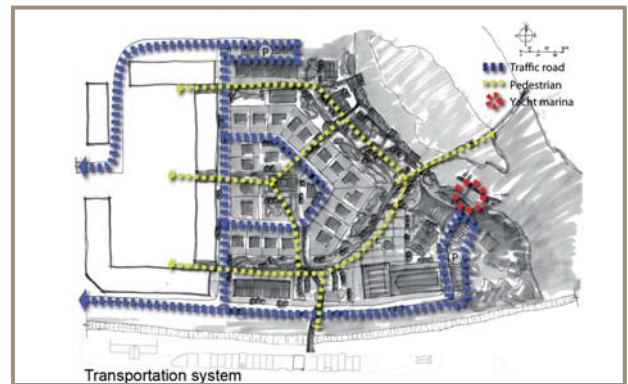 P
Traffic road
Pedestrian
Yacht marina
P
Transportation system